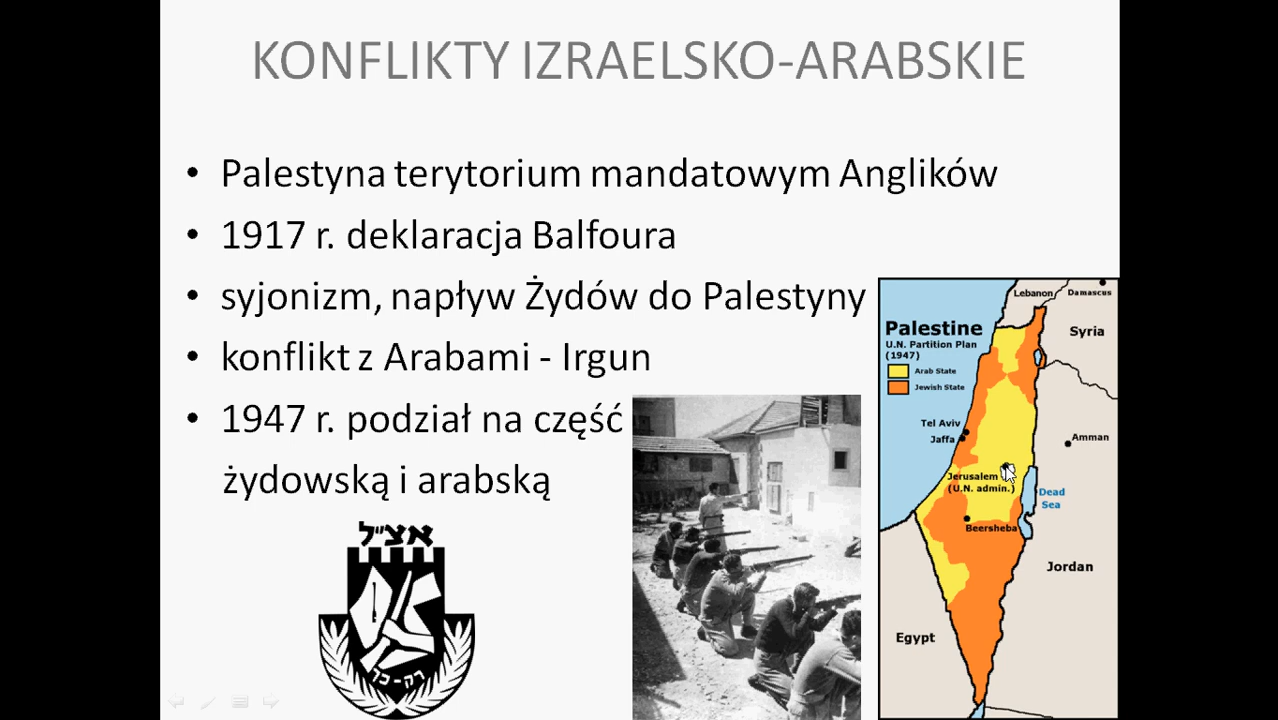 KONFLIKTY IZRAELSKO-ARABSKIE
• Palestyna terytorium mandatowym Anglików
• 1917 r. deklaracja Balfoura
• syjonizm, napływ Żydów do Palestyny
• konflikt z Arabami - Irgun
• 1947 r. podział na część
żydowską i arabską
אצ״ל
רק-כך
Lebanon
Damascus
Palestine
U.N. Partition Plan
(1947)
Syria
Arab State
Jewish State
Tel Aviv
Jaffa
Amman
Jerusalem
(U.N. admin.)
Dead
Sea
Beersheba
Jordan
Egypt